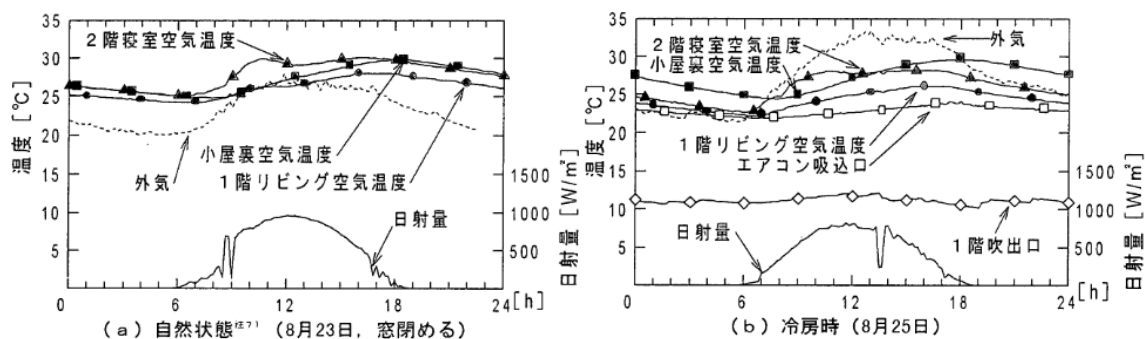 35
30
25
20
15
10
5
温度 [℃]
2階寝室空気温度
小屋裏空気温度
1階リビング空気温度
外気
日射量
1500
1000
500
日射量 [W/m²]
0 6 12 18 24 [h]
(a) 自然状態注7) (8月23日, 窓閉める)
35
30
25
20
15
10
5
温度 [℃]
2階寝室空気温度
小屋裏空気温度
外気
1階リビング空気温度
エアコン吸込口
日射量
1階吹出口
1500
1000
500
日射量 [W/m²]
0 6 12 18 24 [h]
(b) 冷房時 (8月25日)